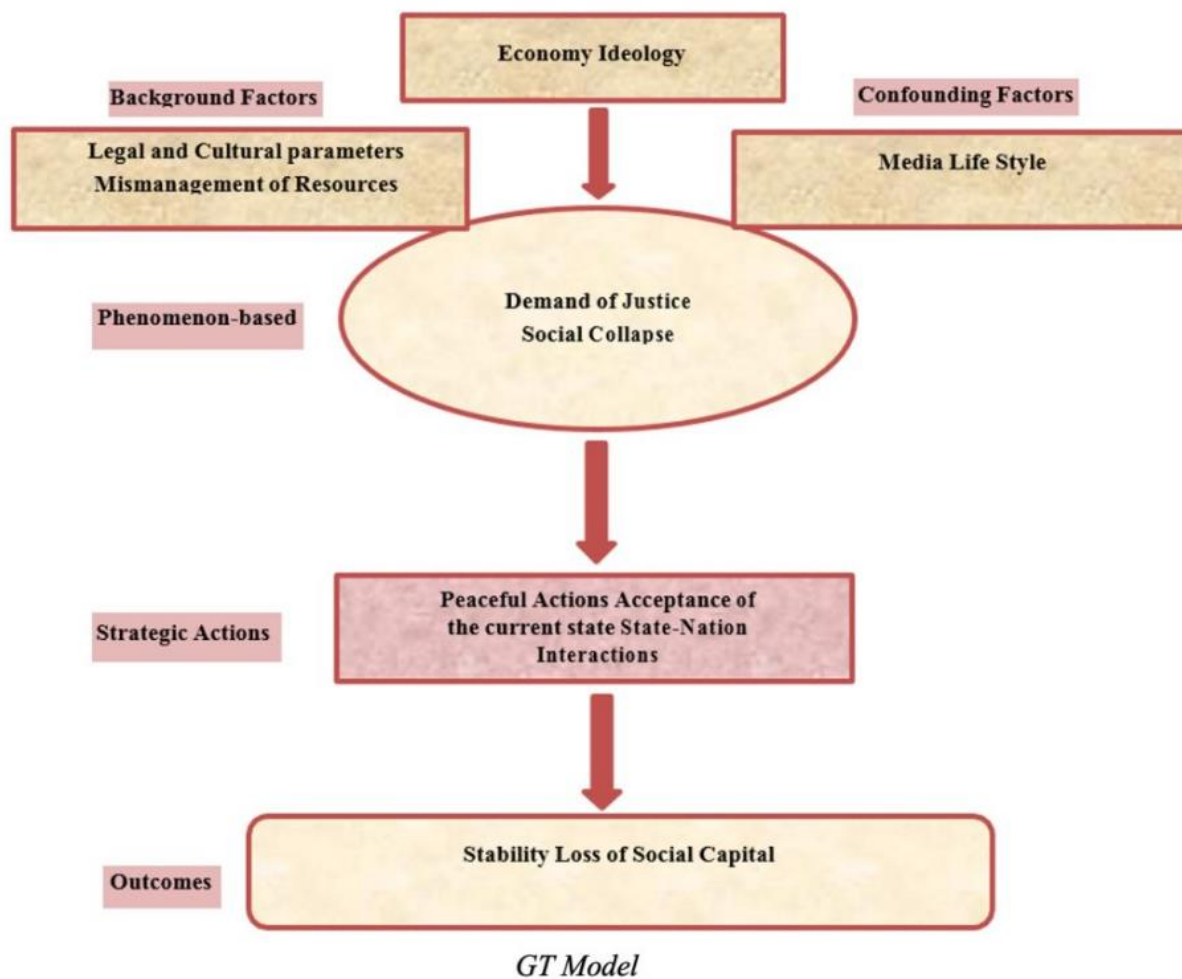 Economy Ideology
Background Factors
Confounding Factors
Legal and Cultural parameters
Mismanagement of Resources
Media Life Style
Phenomenon-based
Demand of Justice
Social Collapse
Strategic Actions
Peaceful Actions Acceptance of
the current state State-Nation
Interactions
Outcomes
Stability Loss of Social Capital
GT Model